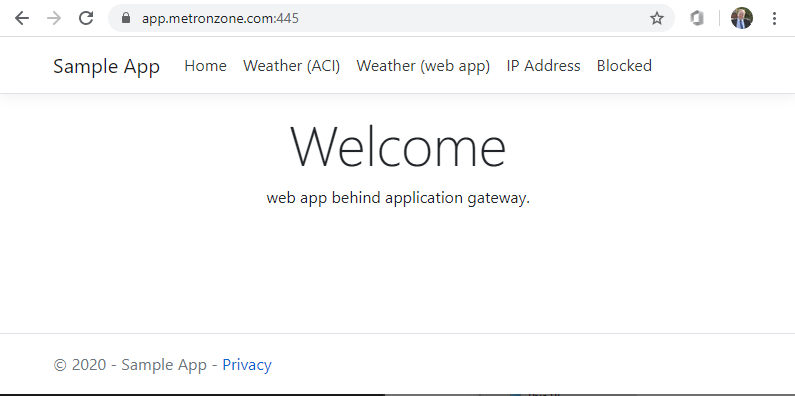 app.metronzone.com:445
Sample App Home Weather (ACI) Weather (web app) IP Address Blocked
Welcome
web app behind application gateway.
© 2020 - Sample App - Privacy